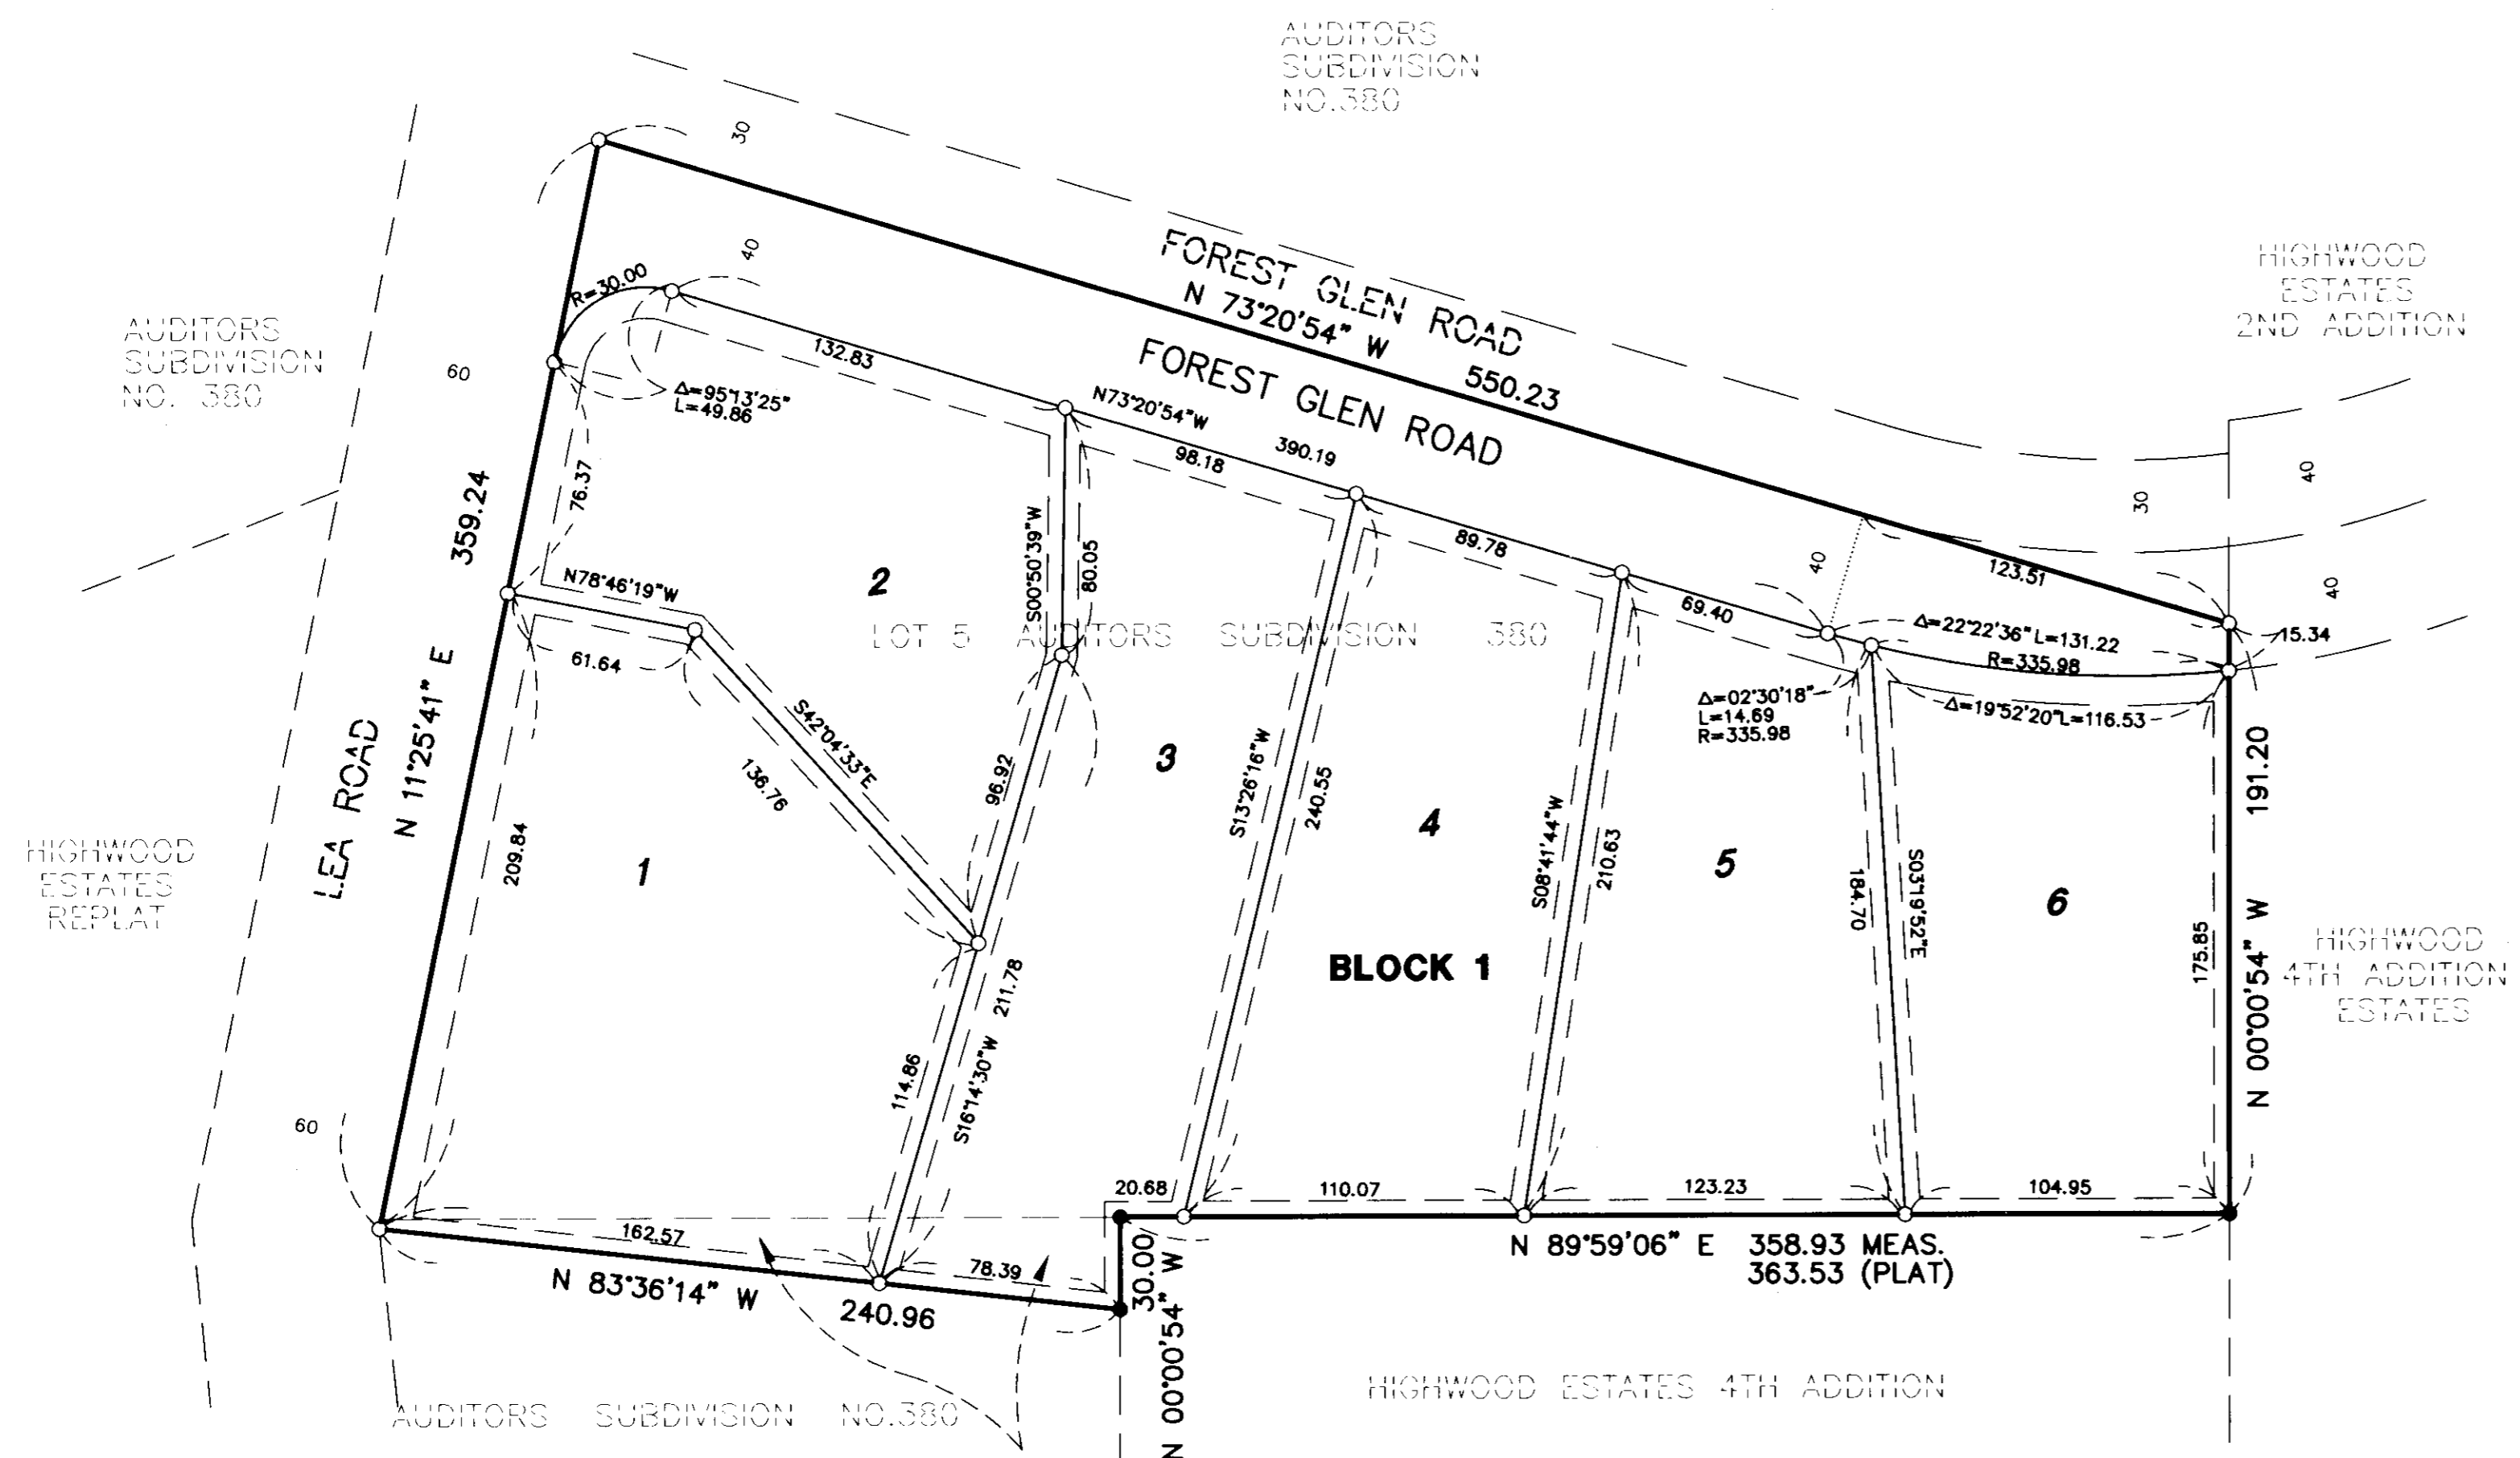 AUDITORS
SUBDIVISION
NO.380
30
40
R=30.00
FOREST GLEN ROAD
N 73°20'54" W
550.23
FOREST GLEN ROAD
HIGHWOOD
ESTATES
2ND ADDITION
AUDITORS
SUBDIVISION
NO. 380
60
132.83
Δ=95°13'25"
L=49.86
N73°20'54"W
390.19
98.18
89.78
69.40
40
30
40
40
123.51
15.34
Δ=22°22'36" L=131.22
R=335.98
Δ=02°30'18"
L=14.69
R=335.98
Δ=19°52'20" L=116.53
359.24
76.37
N78°46'19"W
61.64
2
S00°50'39"W
80.05
LOT 5 AUDITORS SUBDIVISION 380
N 11°25'41" E
LEA ROAD
S42°04'33"E
136.76
96.92
3
S13°26'16"W
240.55
4
S08°41'44"W
210.63
5
184.70
S03°19'52"E
6
191.20
N 00°00'54" W
175.85
HIGHWOOD
ESTATES
REPLAT
209.84
1
BLOCK 1
HIGHWOOD
4TH ADDITION
ESTATES
211.78
S16°14'30"W
114.86
60
162.57
N 83°36'14" W
240.96
78.39
20.68
30.00
N 00°00'54" W
110.07
123.23
104.95
N 89°59'06" E 358.93 MEAS.
363.53 (PLAT)
AUDITORS SUBDIVISION NO.380
HIGHWOOD ESTATES 4TH ADDITION